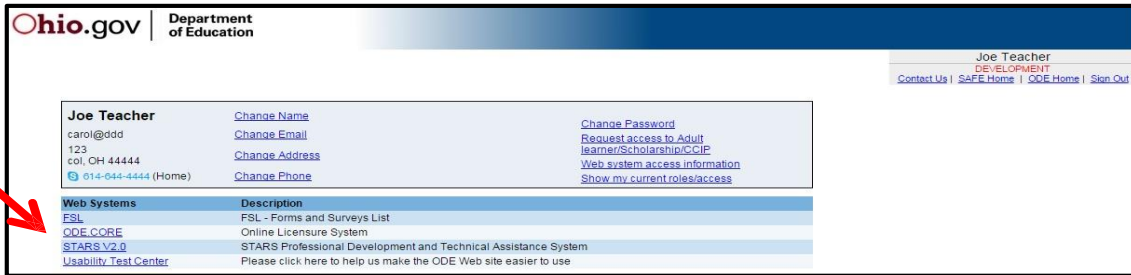 Ohio.gov | Department of Education
Joe Teacher
DEVELOPMENT
Contact Us | SAFE Home | ODE Home | Sign Out
Joe Teacher
carol@ddd
123
col, OH 44444
614-644-4444 (Home)
Change Name
Change Email
Change Address
Change Phone
Change Password
Request access to Adult
learner/Scholarship/CCIP
Web system access information
Show my current roles/access
Web Systems Description
FSL FSL - Forms and Surveys List
ODE.CORE Online Licensure System
STARS V2.0 STARS Professional Development and Technical Assistance System
Usability Test Center Please click here to help us make the ODE Web site easier to use